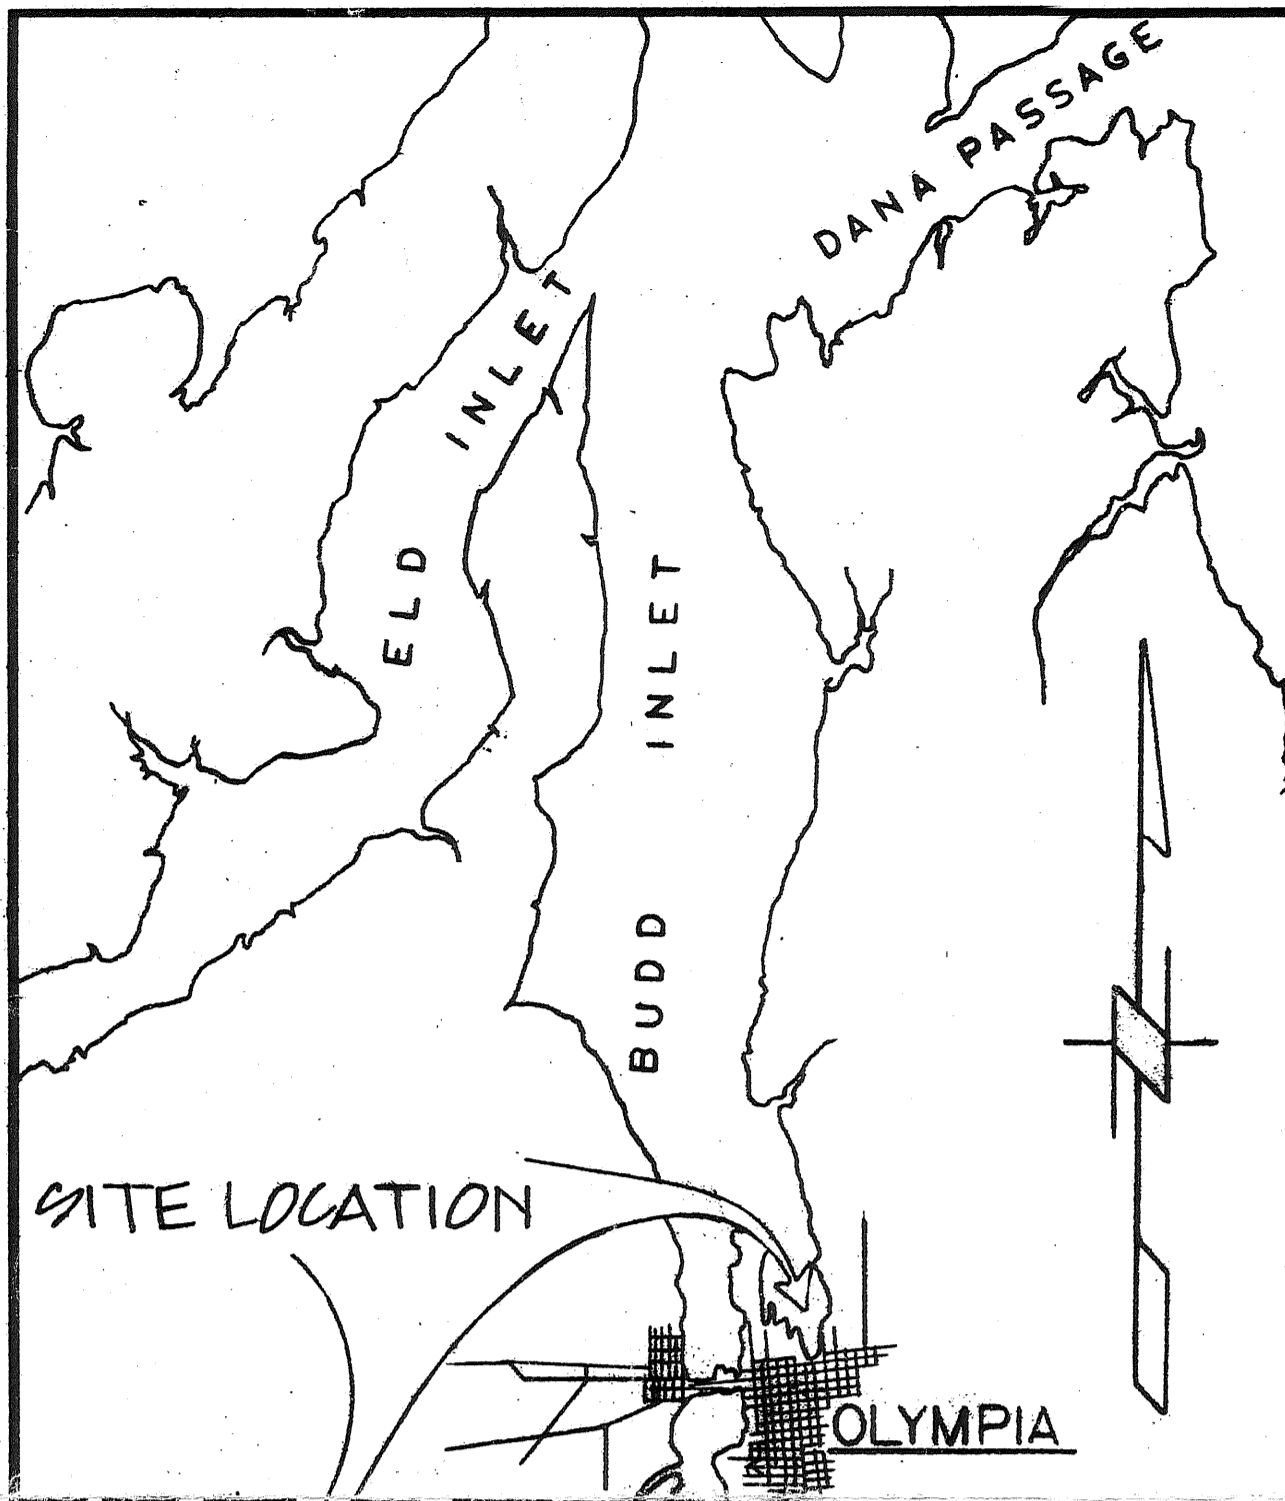 DANA PASSAGE
ELD INLET
BUDD INLET
SITE LOCATION
OLYMPIA